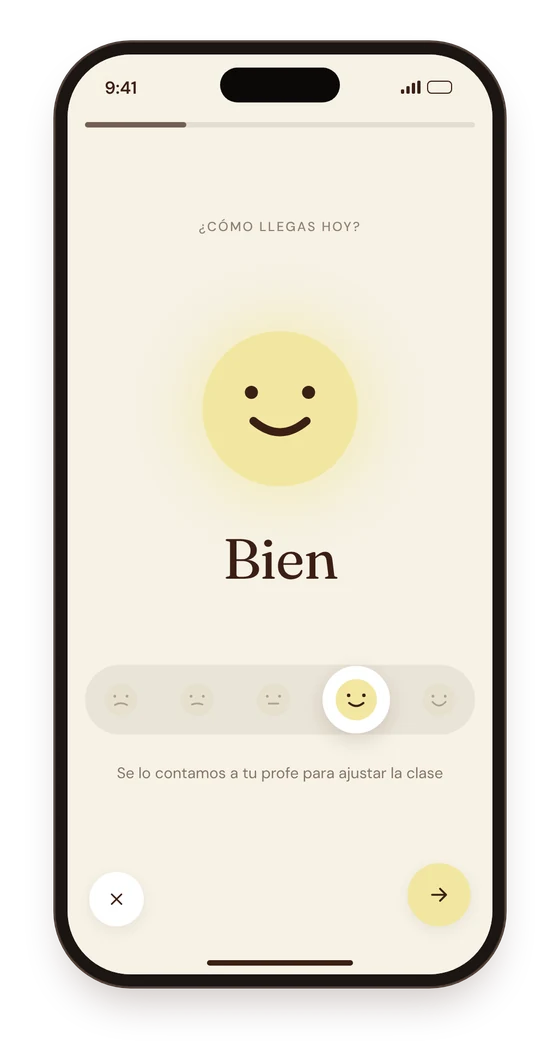 9:41
¿CÓMO LLEGAS HOY?
Bien
Se lo contamos a tu profe para ajustar la clase